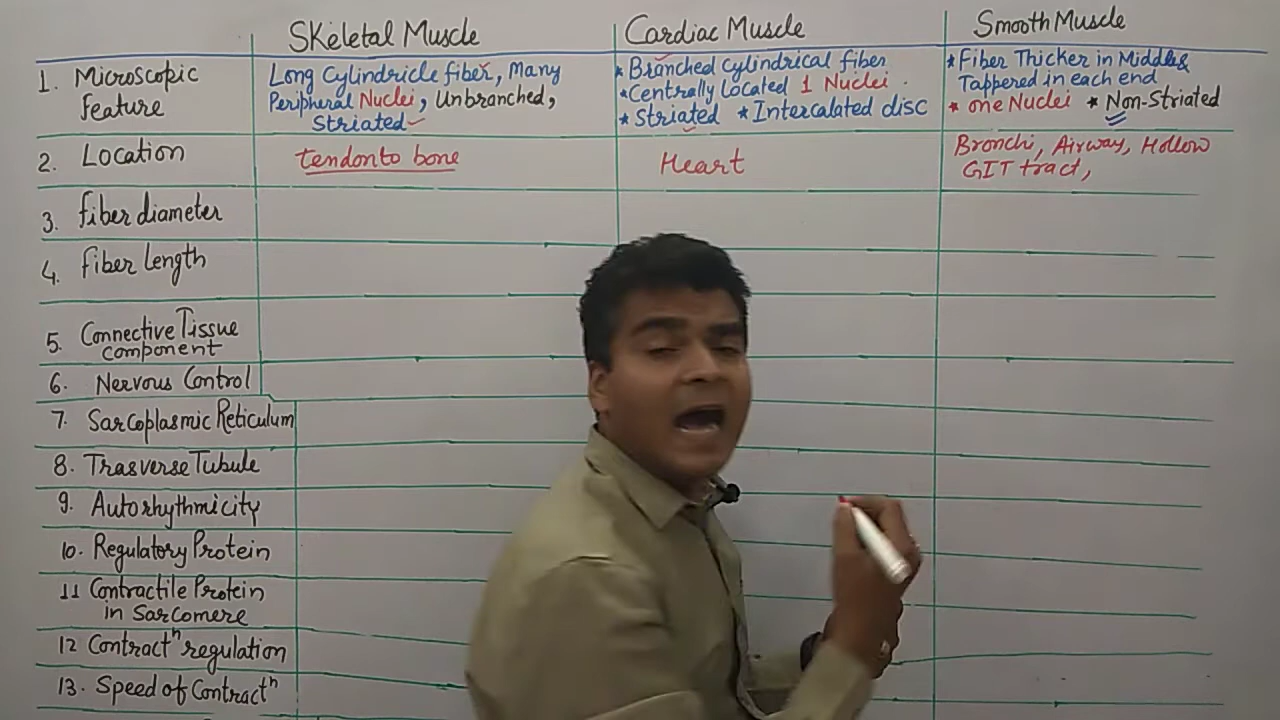 Skeletal Muscle
Cardiac Muscle
Smooth Muscle
1. Microscopic
Feature
Long Cylindricle fiber, Many
Peripheral Nuclei, Unbranched,
Striated
* Branched Cylindrical fiber
* Centrally Located 1 Nuclei
* Striated * Intercalated disc
* Fiber Thicker in Middle &
Tappered in each end
* one Nuclei * Non-Striated
2. Location
tendon to bone
Heart
Bronchi, Airway, Hollow
GIT tract,
3. fiber diameter
4. Fiber Length
5. Connective Tissue
component
6. Nervous Control
7. Sarcoplasmic Reticulum
8. Trasverse Tubule
9. Autorhythmicity
10. Regulatory Protein
11 Contractile Protein
in Sarcomere
12 Contractⁿ regulation
13. Speed of Contractⁿ